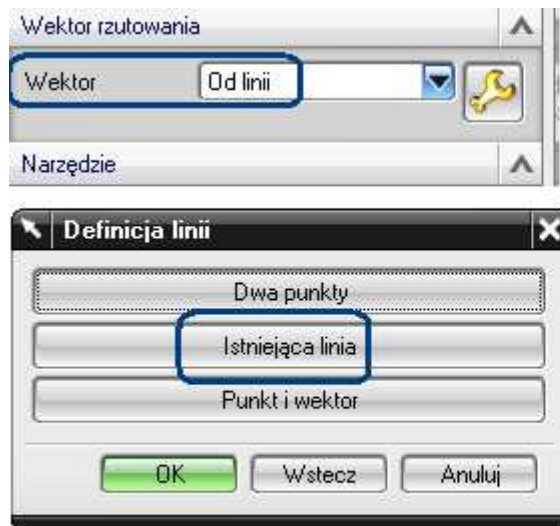 Wektor rzutowania
Wektor Od linii
Narzędzie
Definicja linii
Dwa punkty
Istniejąca linia
Punkt i wektor
OK Wstecz Anuluj